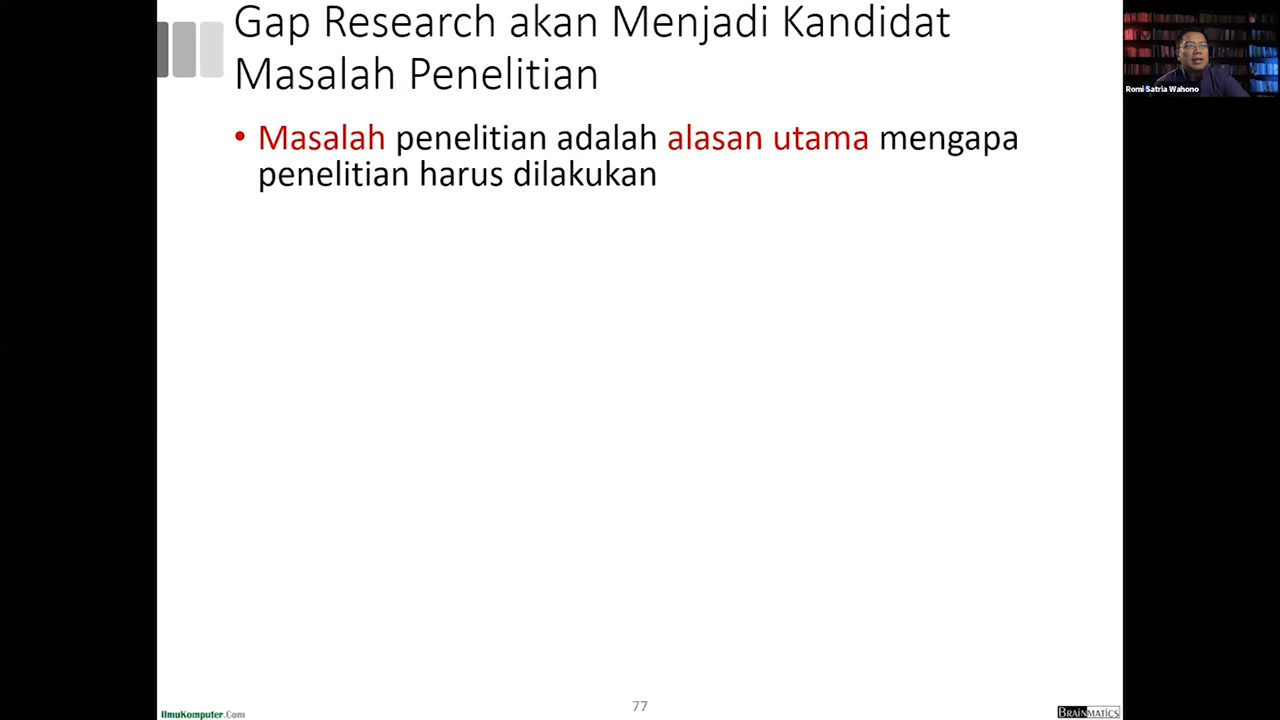 Gap Research akan Menjadi Kandidat
Masalah Penelitian
• Masalah penelitian adalah alasan utama mengapa
penelitian harus dilakukan
Romi Satria Wahono
77
IlmuKomputer.Com
BRAINMATICS